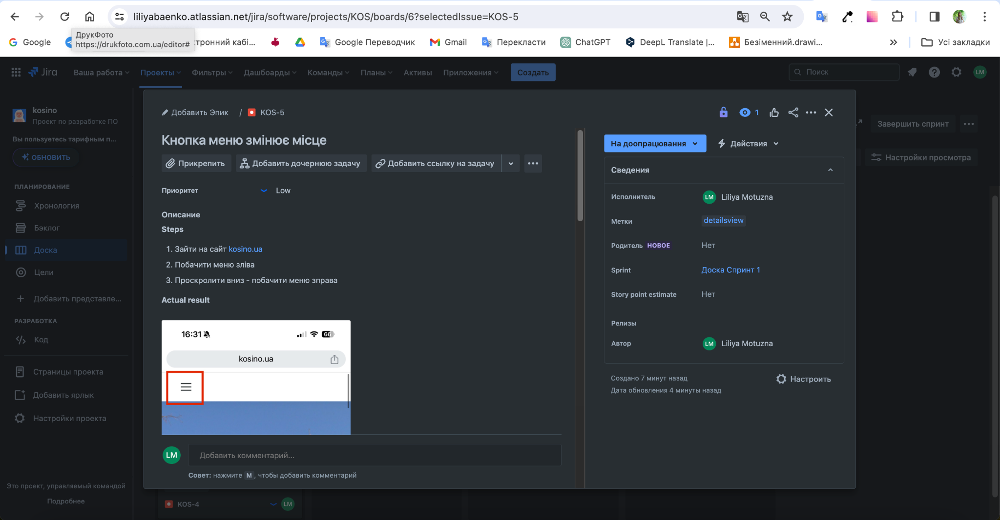 liliyabaenko.atlassian.net/jira/software/projects/KOS/boards/6?selectedIssue=KOS-5
Google
ДрукФото
https://drukfoto.com.ua/editor#
ктронний кабі...
Google Переводчик
Gmail
Перекласти
ChatGPT
DeepL Translate |...
Безіменний.drawi...
Усі закладки
Jira
Ваша работа
Проекты
Фильтры
Дашбоарды
Команды
Планы
Активы
Приложения
Создать
Поиск
LM
kosino
Проект по разработке ПО
Вы пользуетесь тарифным п...
ОБНОВИТЬ
ПЛАНИРОВАНИЕ
Хронология
Бэклог
Доска
Цели
Добавить представле...
РАЗРАБОТКА
Код
Страницы проекта
Добавить ярлык
Настройки проекта
Это проект, управляемый командой
Подробнее
Добавить Эпик / KOS-5
1
Кнопка меню змінює місце
Прикрепить
Добавить дочернюю задачу
Добавить ссылку на задачу
Приоритет
Low
Описание
Steps
1. Зайти на сайт kosino.ua
2. Побачити меню зліва
3. Проскролити вниз - побачити меню зправа
Actual result
16:31
66
kosino.ua
LM
Добавить комментарий...
Совет: нажмите M, чтобы добавить комментарий
На доопрацювання
Действия
Сведения
Исполнитель
LM Liliya Motuzna
Метки
detailsview
Родитель НОВОЕ
Нет
Sprint
Доска Спринт 1
Story point estimate
Нет
Релизы
Автор
LM Liliya Motuzna
Создано 7 минут назад
Дата обновления 4 минуты назад
Настроить
Завершить спринт
Настройки просмотра
KOS-4
LM